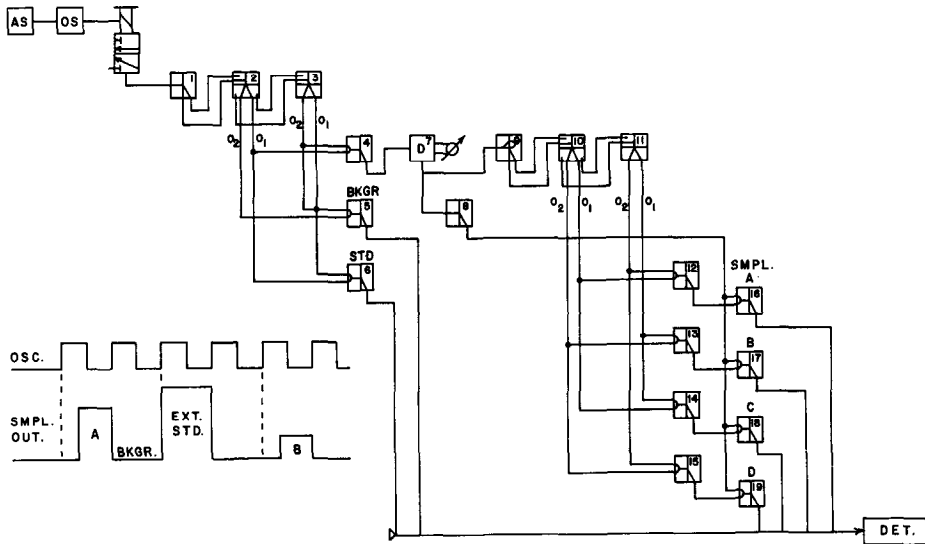 AS
OS
1
2
3
O2
O1
O2
O1
4
D 7
9
10
11
BKGR
5
8
O2
O1
O2
O1
STD
6
12
SMPL.
A
16
13
B
17
OSC.
14
C
18
SMPL.
OUT.
A
BKGR.
EXT.
STD.
B
15
D
19
DET.